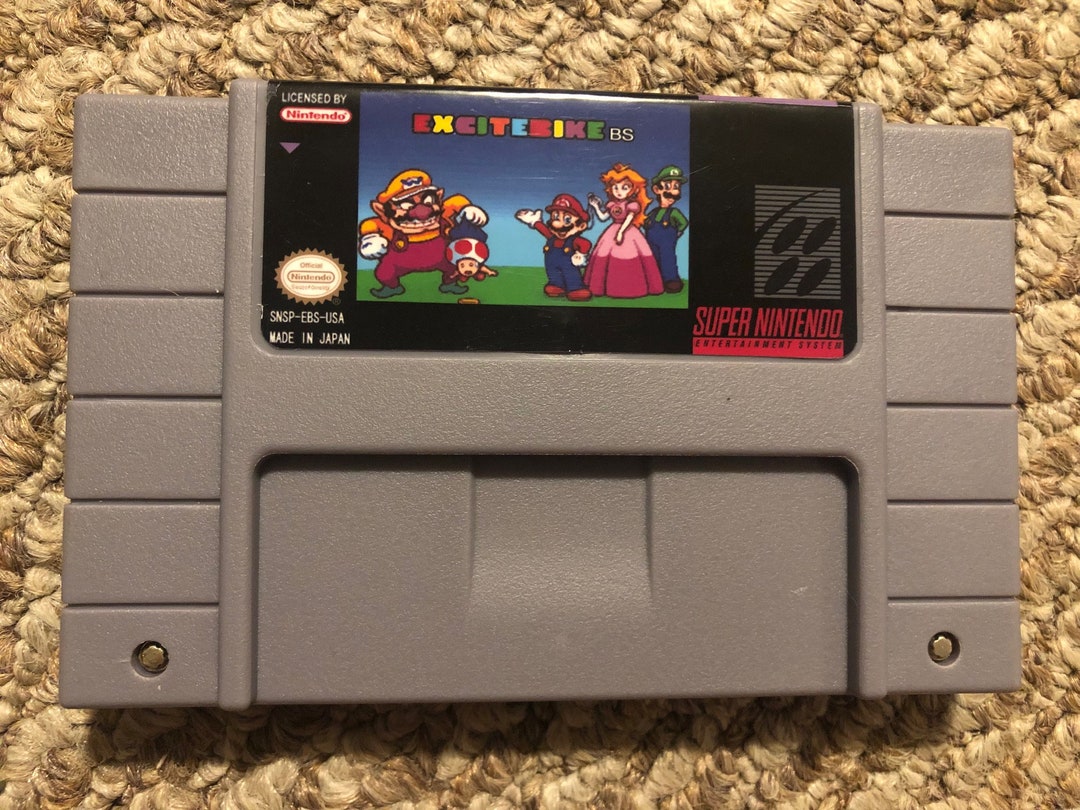 LICENSED BY
Nintendo
EXCITEBIKE BS
Official
Nintendo
SNSP-EBS-USA
MADE IN JAPAN
SUPER NINTENDO
ENTERTAINMENT SYSTEM